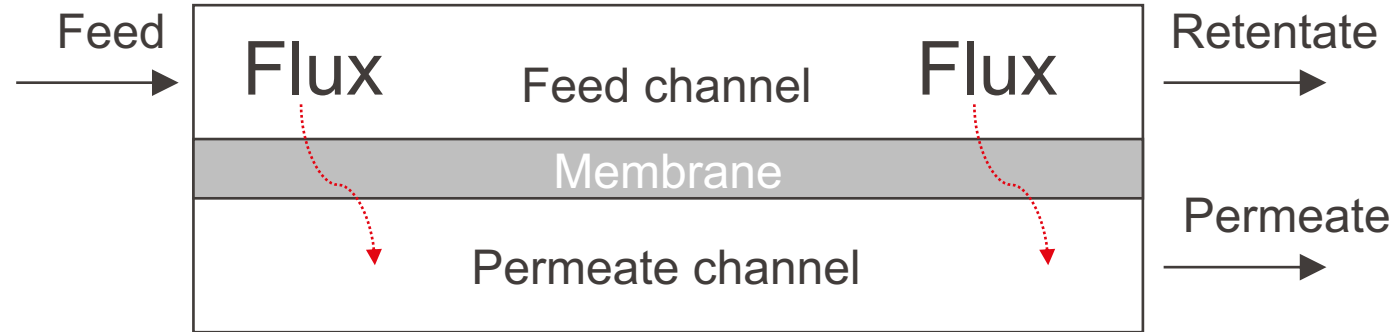 Feed
Flux
Feed channel
Flux
Retentate
Membrane
Permeate channel
Permeate